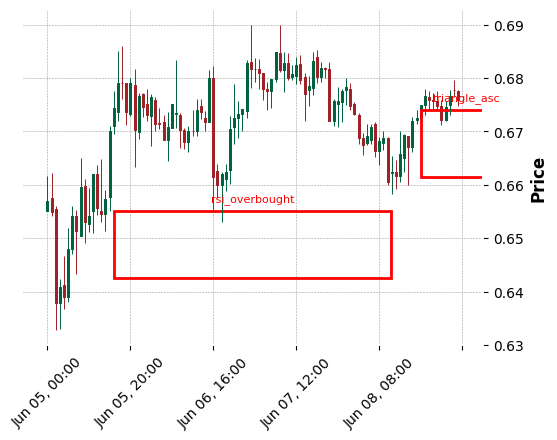 0.69
0.68
triangle_asc
0.67
0.66
rsi_overbought
0.65
0.64
0.63
Price
Jun 05, 00:00
Jun 05, 20:00
Jun 06, 16:00
Jun 07, 12:00
Jun 08, 08:00